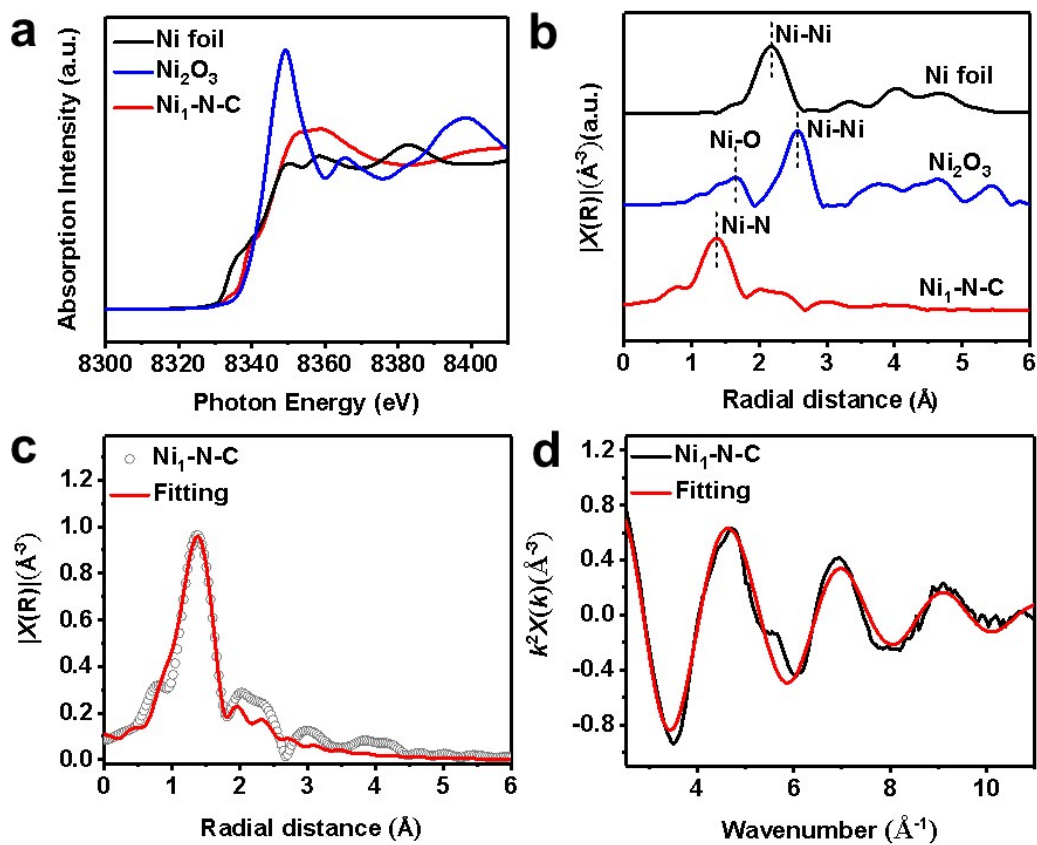 a
Ni foil
Ni₂O₃
Ni₁-N-C
Absorption Intensity (a.u.)
8300 8320 8340 8360 8380 8400
Photon Energy (eV)
b
Ni-Ni
Ni foil
Ni-O
Ni-Ni
Ni₂O₃
Ni-N
Ni₁-N-C
|X(R)|(Å⁻³)(a.u.)
0 1 2 3 4 5 6
Radial distance (Å)
c
Ni₁-N-C
Fitting
|X(R)|(Å⁻³)
1.2
1.0
0.8
0.6
0.4
0.2
0.0
0 1 2 3 4 5 6
Radial distance (Å)
d
Ni₁-N-C
Fitting
k²X(k)(Å⁻³)
1.2
0.8
0.4
0.0
-0.4
-0.8
4 6 8 10
Wavenumber (Å⁻¹)